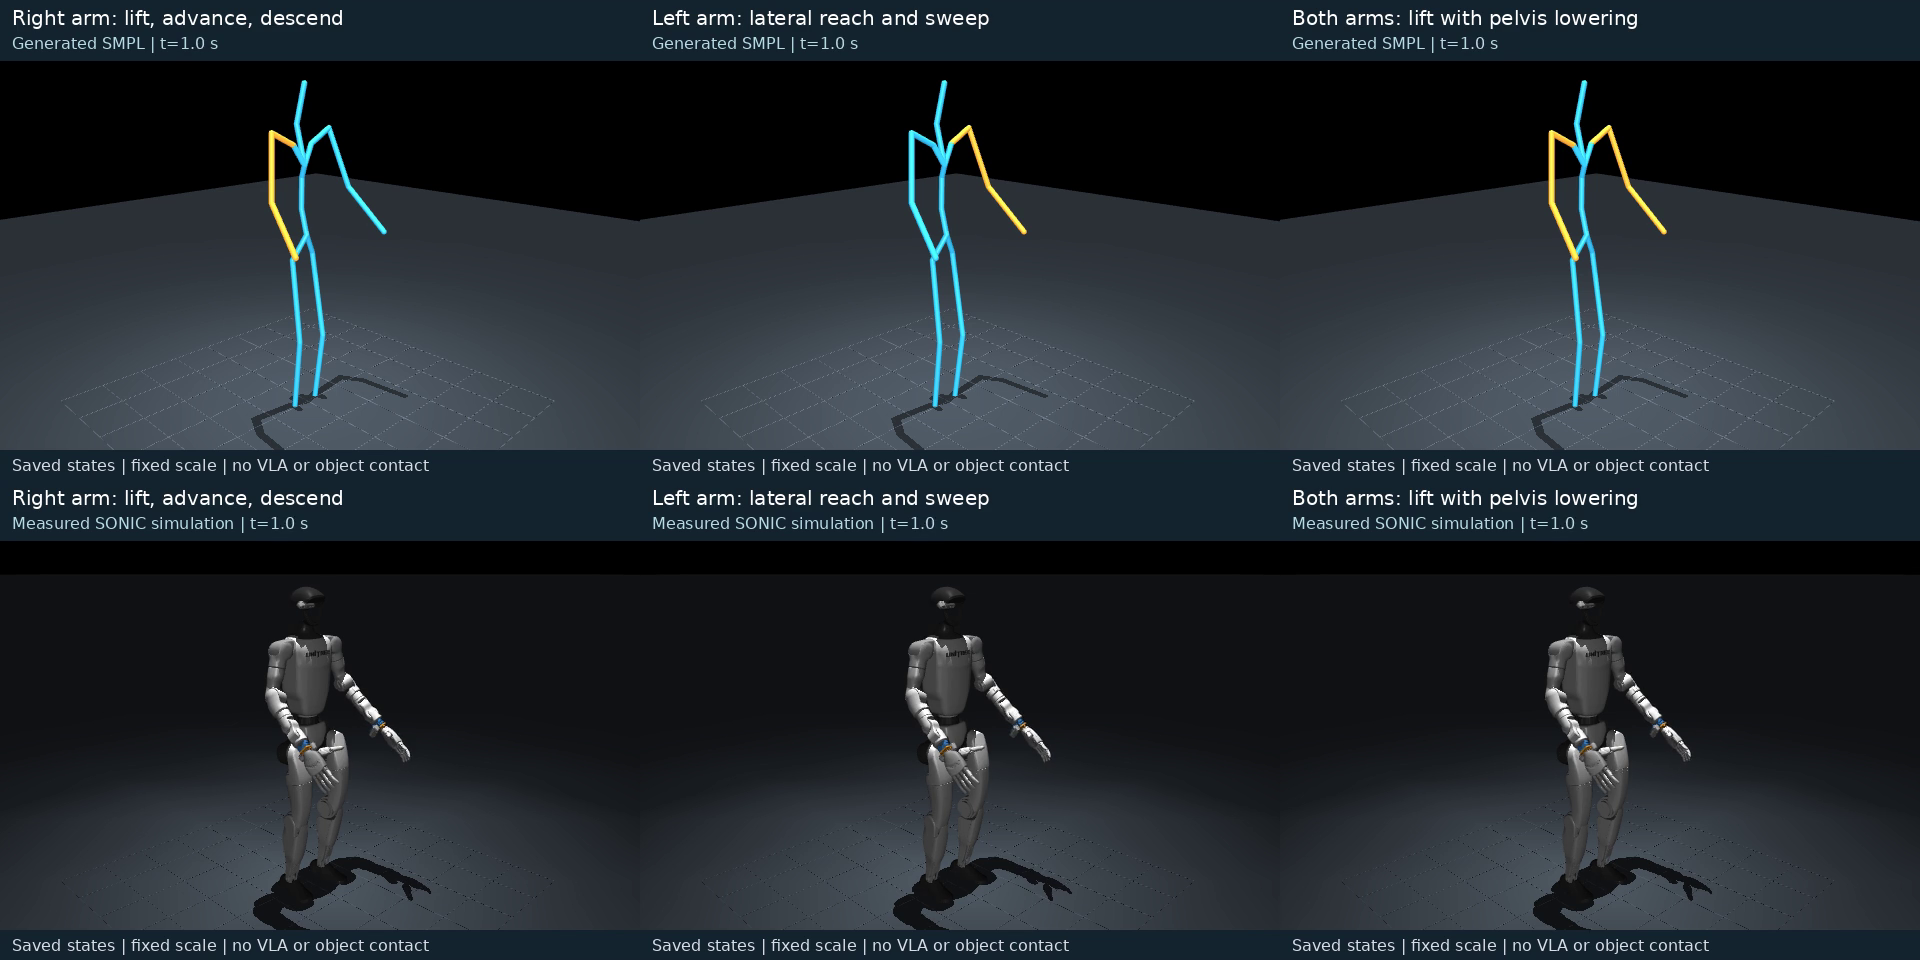 Right arm: lift, advance, descend
Generated SMPL | t=1.0 s
Left arm: lateral reach and sweep
Generated SMPL | t=1.0 s
Both arms: lift with pelvis lowering
Generated SMPL | t=1.0 s
Saved states | fixed scale | no VLA or object contact
Saved states | fixed scale | no VLA or object contact
Saved states | fixed scale | no VLA or object contact
Right arm: lift, advance, descend
Measured SONIC simulation | t=1.0 s
Left arm: lateral reach and sweep
Measured SONIC simulation | t=1.0 s
Both arms: lift with pelvis lowering
Measured SONIC simulation | t=1.0 s
Saved states | fixed scale | no VLA or object contact
Saved states | fixed scale | no VLA or object contact
Saved states | fixed scale | no VLA or object contact